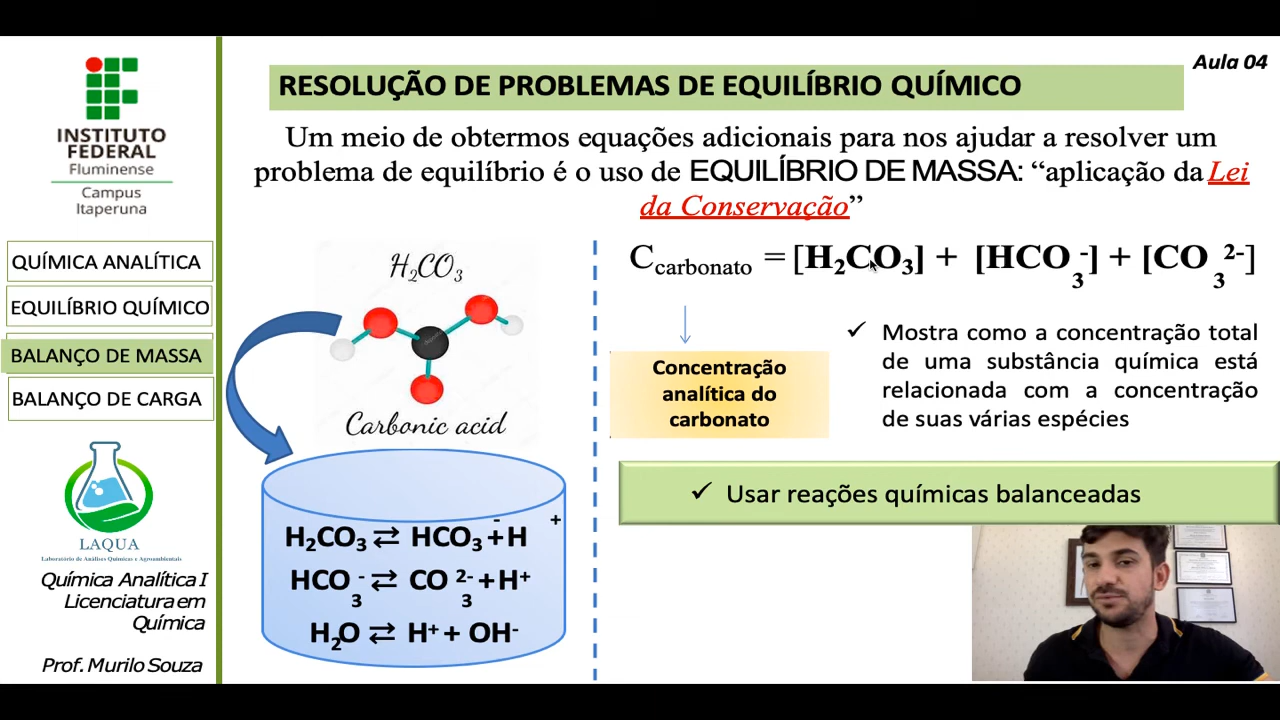 Aula 04
RESOLUÇÃO DE PROBLEMAS DE EQUILÍBRIO QUÍMICO
Um meio de obtermos equações adicionais para nos ajudar a resolver um
problema de equilíbrio é o uso de EQUILÍBRIO DE MASSA: “aplicação da Lei
da Conservação”
INSTITUTO
FEDERAL
Fluminense
Campus
Itaperuna
QUÍMICA ANALÍTICA
EQUILÍBRIO QUÍMICO
BALANÇO DE MASSA
BALANÇO DE CARGA
LAQUA
Laboratório de Análises Químicas e Agroambientais
Química Analítica I
Licenciatura em
Química
Prof. Murilo Souza
H₂CO₃
Carbonic acid
H₂CO₃ ⇄ HCO₃⁻ + H⁺
HCO₃⁻ ⇄ CO₃²⁻ + H⁺
H₂O ⇄ H⁺ + OH⁻
C carbonato = [H₂CO₃] + [HCO₃⁻] + [CO₃²⁻]
Concentração
analítica do
carbonato
✓ Mostra como a concentração total
de uma substância química está
relacionada com a concentração
de suas várias espécies
✓ Usar reações químicas balanceadas